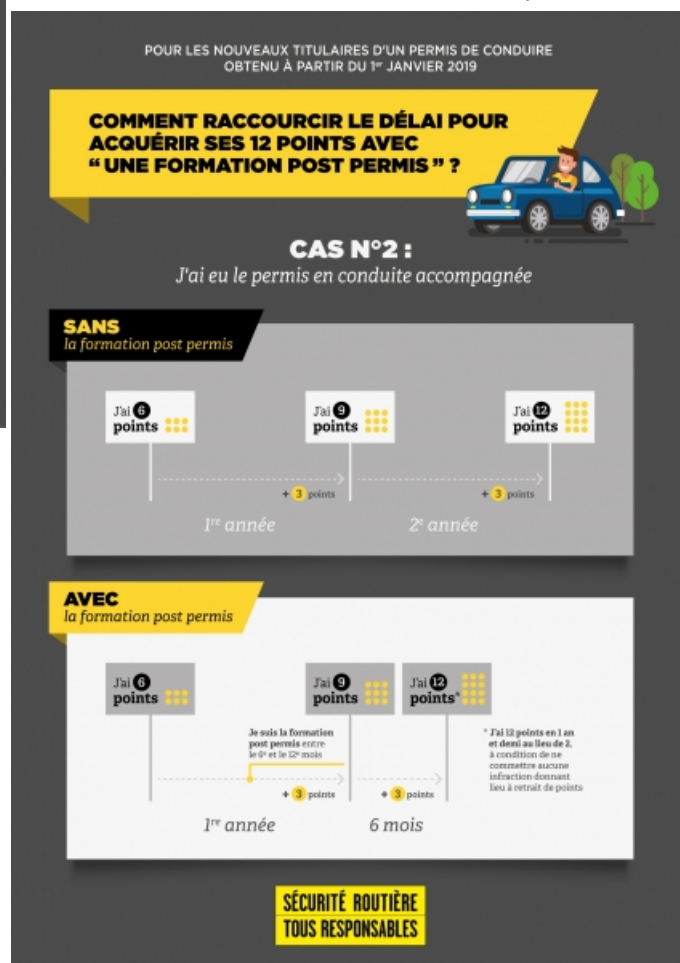 POUR LES NOUVEAUX TITULAIRES D'UN PERMIS DE CONDUIRE
OBTENU À PARTIR DU 1er JANVIER 2019
COMMENT RACCOURCIR LE DÉLAI POUR
ACQUÉRIR SES 12 POINTS AVEC
“ UNE FORMATION POST PERMIS ” ?
CAS N°2 :
J'ai eu le permis en conduite accompagnée
SANS
la formation post permis
J'ai 6
points
J'ai 9
points
J'ai 12
points
+ 3 points
+ 3 points
1re année
2e année
AVEC
la formation post permis
J'ai 6
points
J'ai 9
points
J'ai 12
points*
Je suis la formation
post permis entre
le 6e et le 12e mois
+ 3 points
+ 3 points
1re année
6 mois
* J'ai 12 points en 1 an
et demi au lieu de 2,
à condition de ne
commettre aucune
infraction donnant
lieu à retrait de points
SÉCURITÉ ROUTIÈRE
TOUS RESPONSABLES